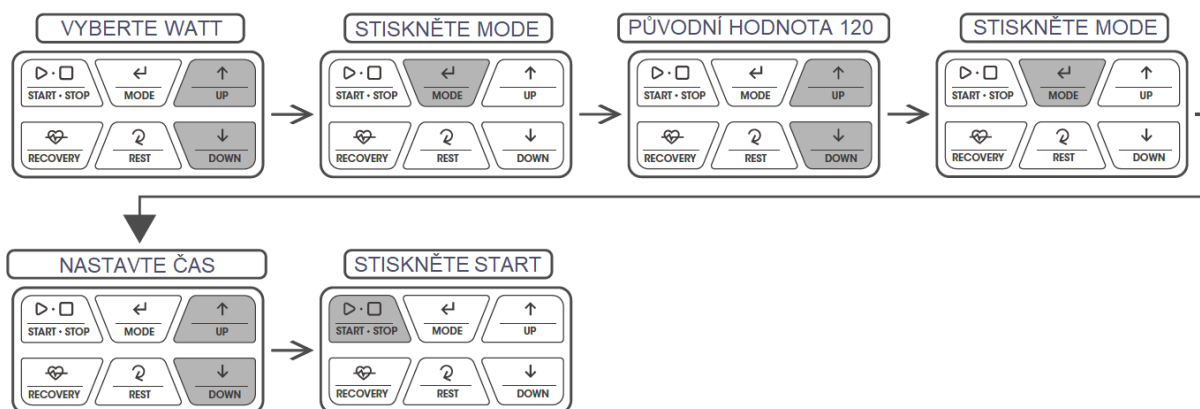 VYBERTE WATT
START • STOP MODE UP
RECOVERY REST DOWN
STISKNĚTE MODE
START • STOP MODE UP
RECOVERY REST DOWN
PŮVODNÍ HODNOTA 120
START • STOP MODE UP
RECOVERY REST DOWN
STISKNĚTE MODE
START • STOP MODE UP
RECOVERY REST DOWN
NASTAVTE ČAS
START • STOP MODE UP
RECOVERY REST DOWN
STISKNĚTE START
START • STOP MODE UP
RECOVERY REST DOWN